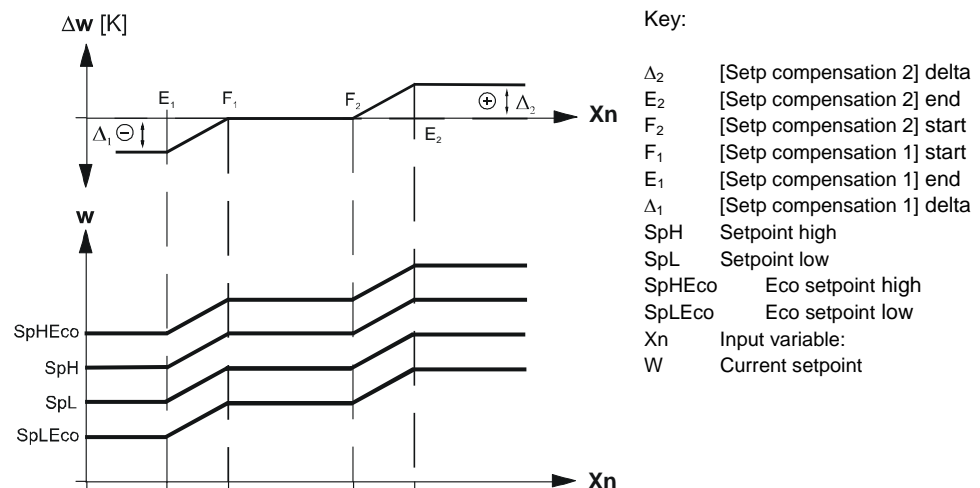 Δw [K]
E₁ F₁ F₂ ⊕ Δ₂ Xn
Δ₁ ⊖ E₂
w
SpHEco
SpH
SpL
SpLEco
Xn
Key:
Δ₂ [Setp compensation 2] delta
E₂ [Setp compensation 2] end
F₂ [Setp compensation 2] start
F₁ [Setp compensation 1] start
E₁ [Setp compensation 1] end
Δ₁ [Setp compensation 1] delta
SpH Setpoint high
SpL Setpoint low
SpHEco Eco setpoint high
SpLEco Eco setpoint low
Xn Input variable:
W Current setpoint